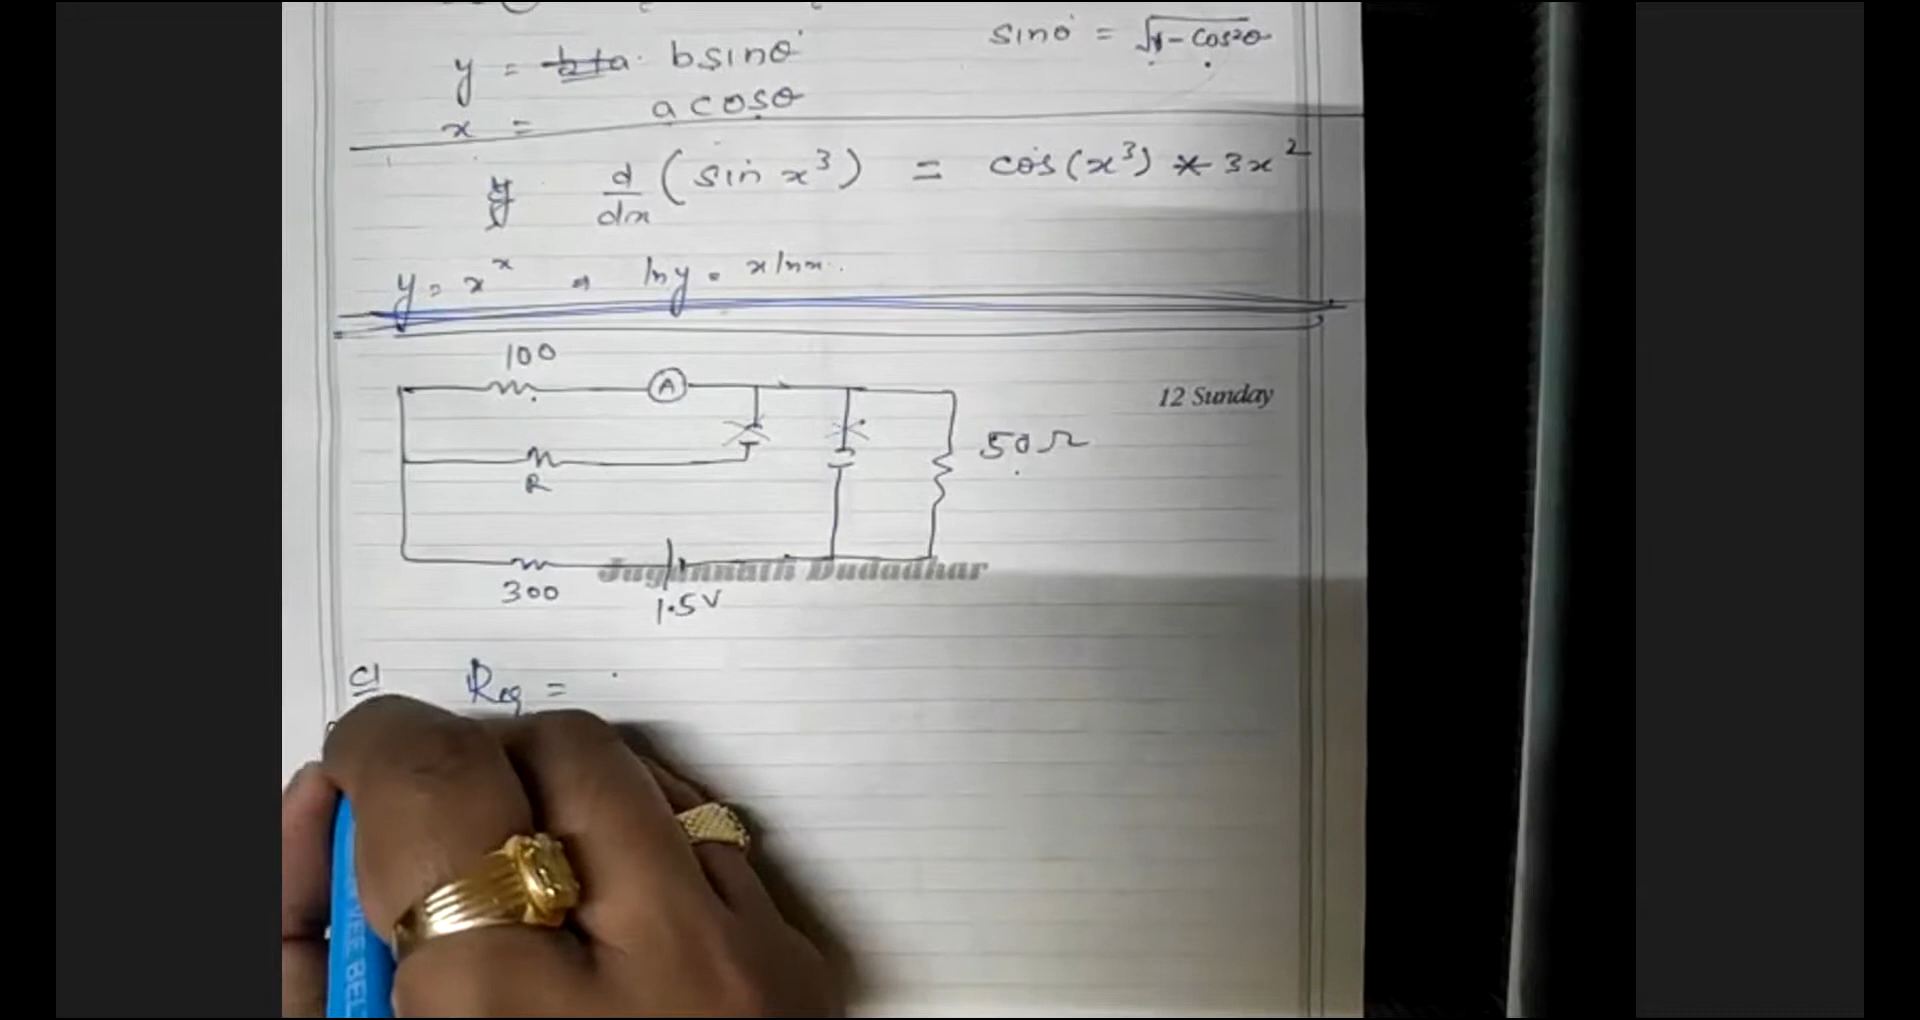 sinθ = √1 - cos²θ
y = b sinθ
x = a cosθ
y d/dx (sin x³) = cos(x³) * 3x²
y = x^x ⇒ ln y = x ln x.
100
A
12 Sunday
50Ω
R
Jagannath Dudadhar
300
1.5V
C1 Req =